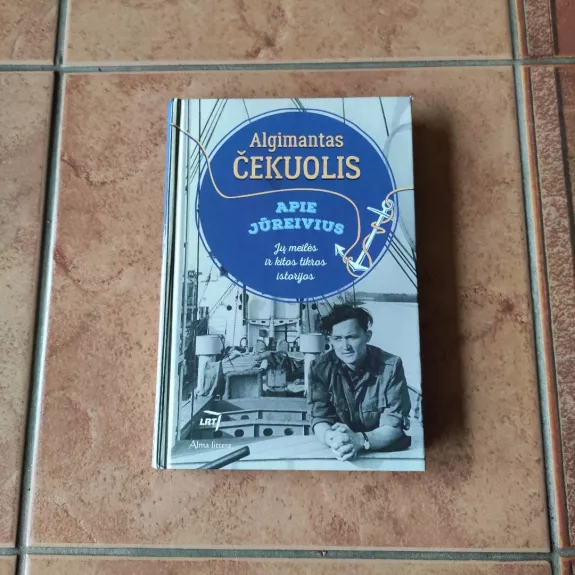 Algimantas
ČEKUOLIS
APIE
JŪREIVIUS
Jų meilės
ir kitos tikros
istorijos
LRT
Alma littera